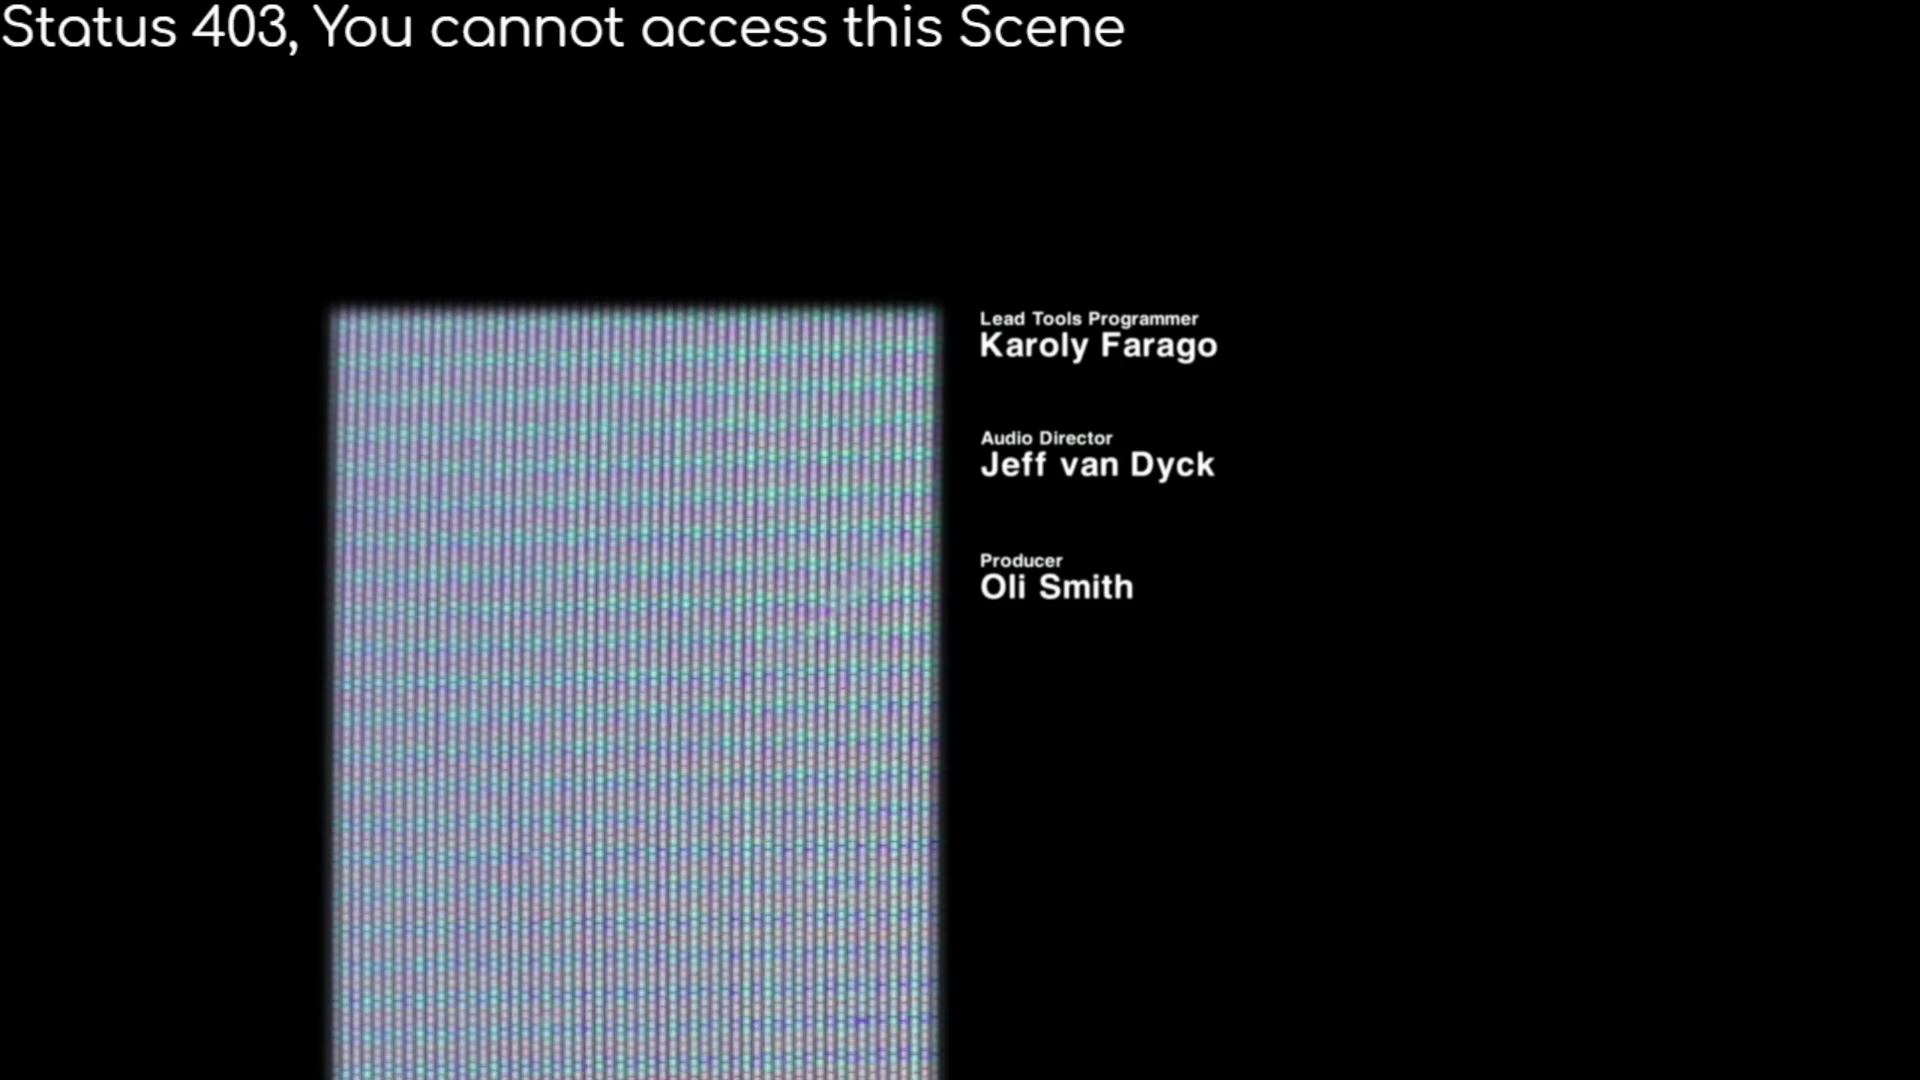 Status 403, You cannot access this Scene
Lead Tools Programmer
Karoly Farago
Audio Director
Jeff van Dyck
Producer
Oli Smith